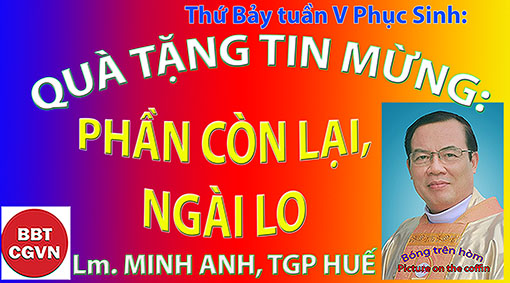 Thứ Bảy tuần V Phục Sinh:
QUÀ TẶNG TIN MỪNG:
PHẦN CÒN LẠI,
NGÀI LO
BBT
CGVN
Lm. MINH ANH, TGP HUẾ
Bóng trên hòm
Picture on the coffin